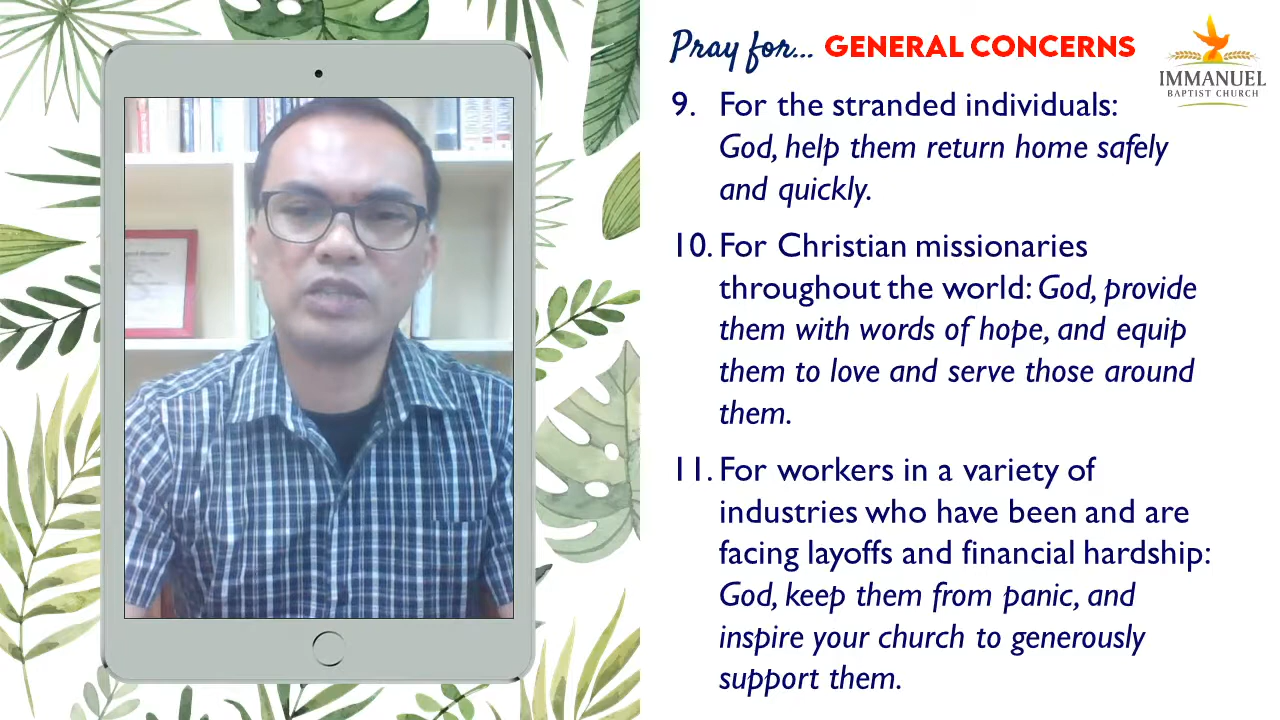 Pray for... GENERAL CONCERNS
IMMANUEL
BAPTIST CHURCH
9. For the stranded individuals:
God, help them return home safely
and quickly.
10. For Christian missionaries
throughout the world: God, provide
them with words of hope, and equip
them to love and serve those around
them.
11. For workers in a variety of
industries who have been and are
facing layoffs and financial hardship:
God, keep them from panic, and
inspire your church to generously
support them.